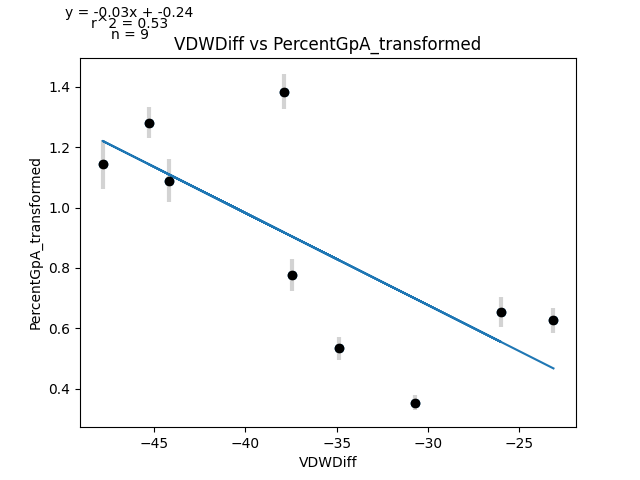 y = -0.03x + -0.24
r^2 = 0.53
n = 9
VDWDiff vs PercentGpA_transformed
PercentGpA_transformed
1.4
1.2
1.0
0.8
0.6
0.4
−45
−40
−35
−30
−25
VDWDiff